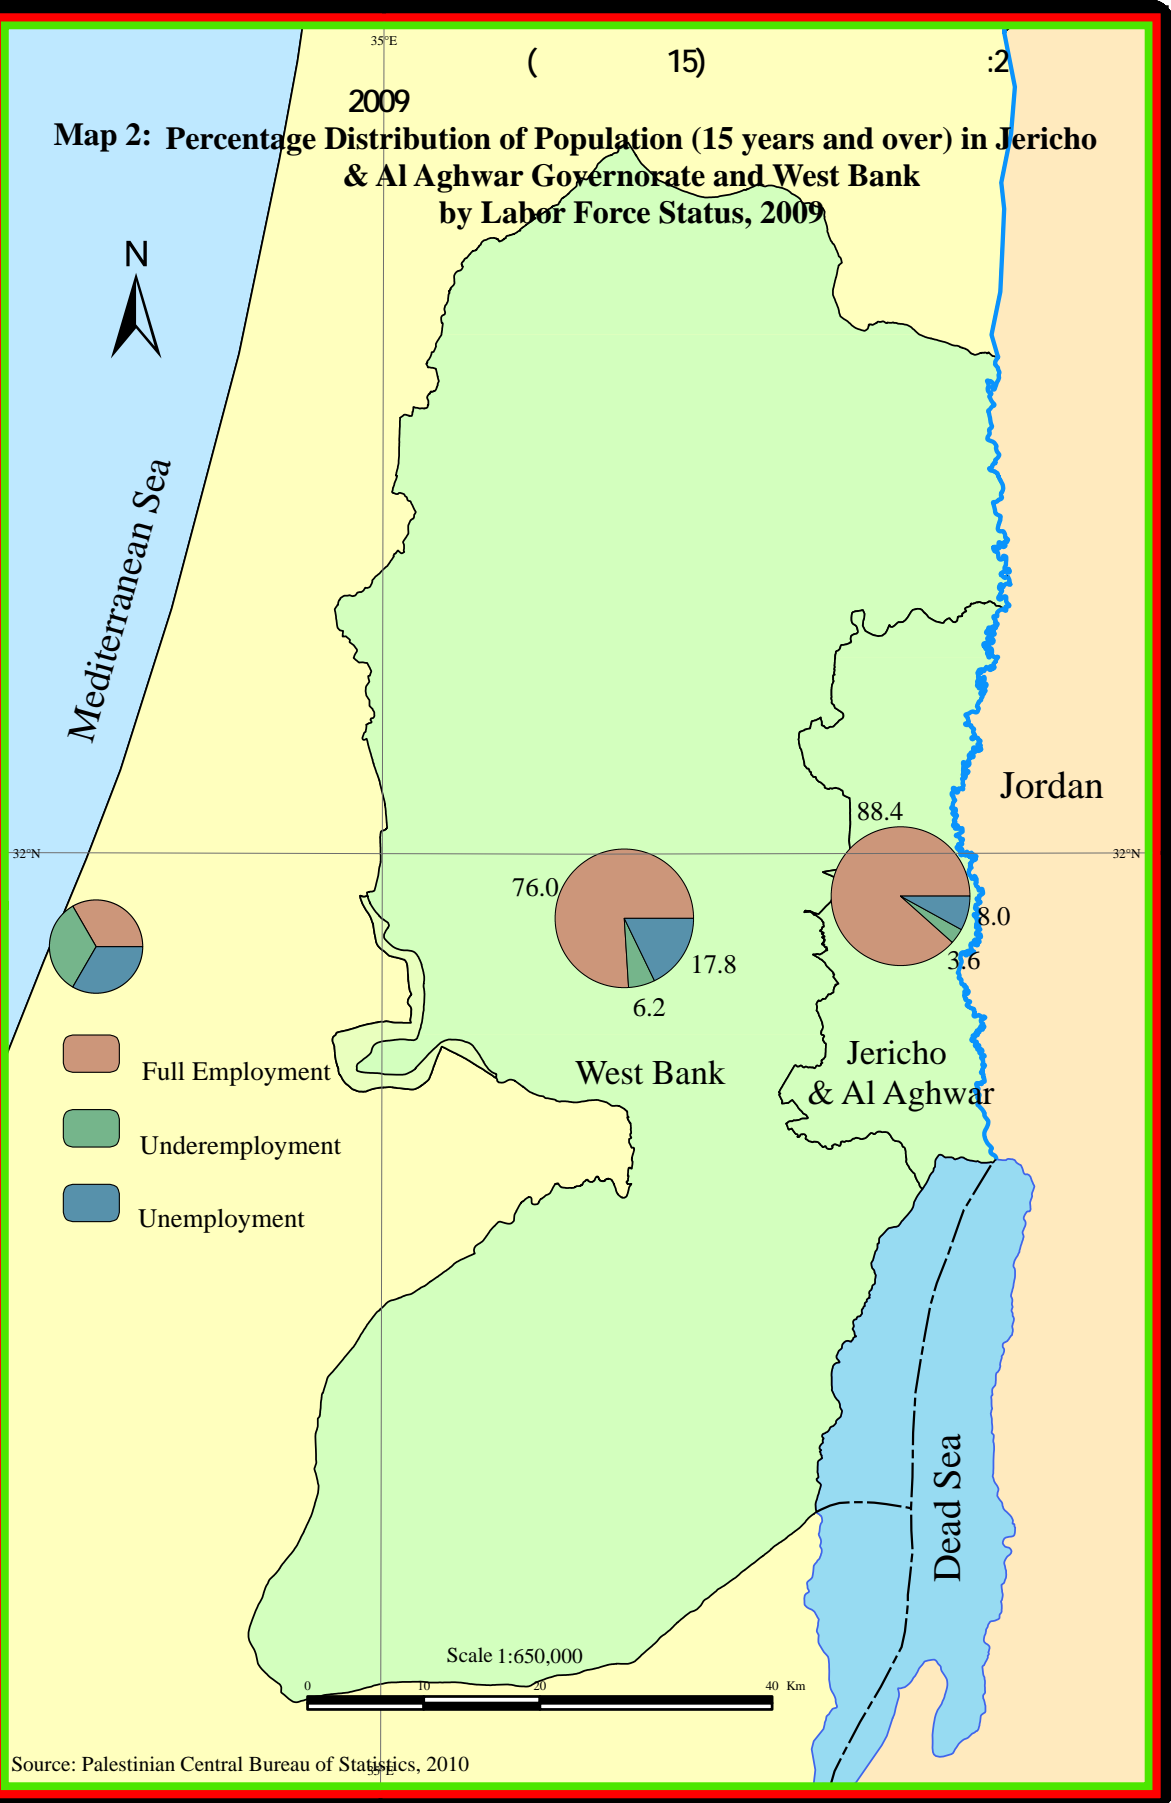 35°E
( 15) :2
2009
Map 2: Percentage Distribution of Population (15 years and over) in Jericho
& Al Aghwar Governorate and West Bank
by Labor Force Status, 2009
N
Mediterranean Sea
Jordan
88.4
32°N
32°N
76.0
8.0
17.8
3.6
6.2
West Bank
Jericho
& Al Aghwar
Full Employment
Underemployment
Unemployment
Dead Sea
Scale 1:650,000
0 10 20 40 Km
Source: Palestinian Central Bureau of Statistics, 2010
35°E